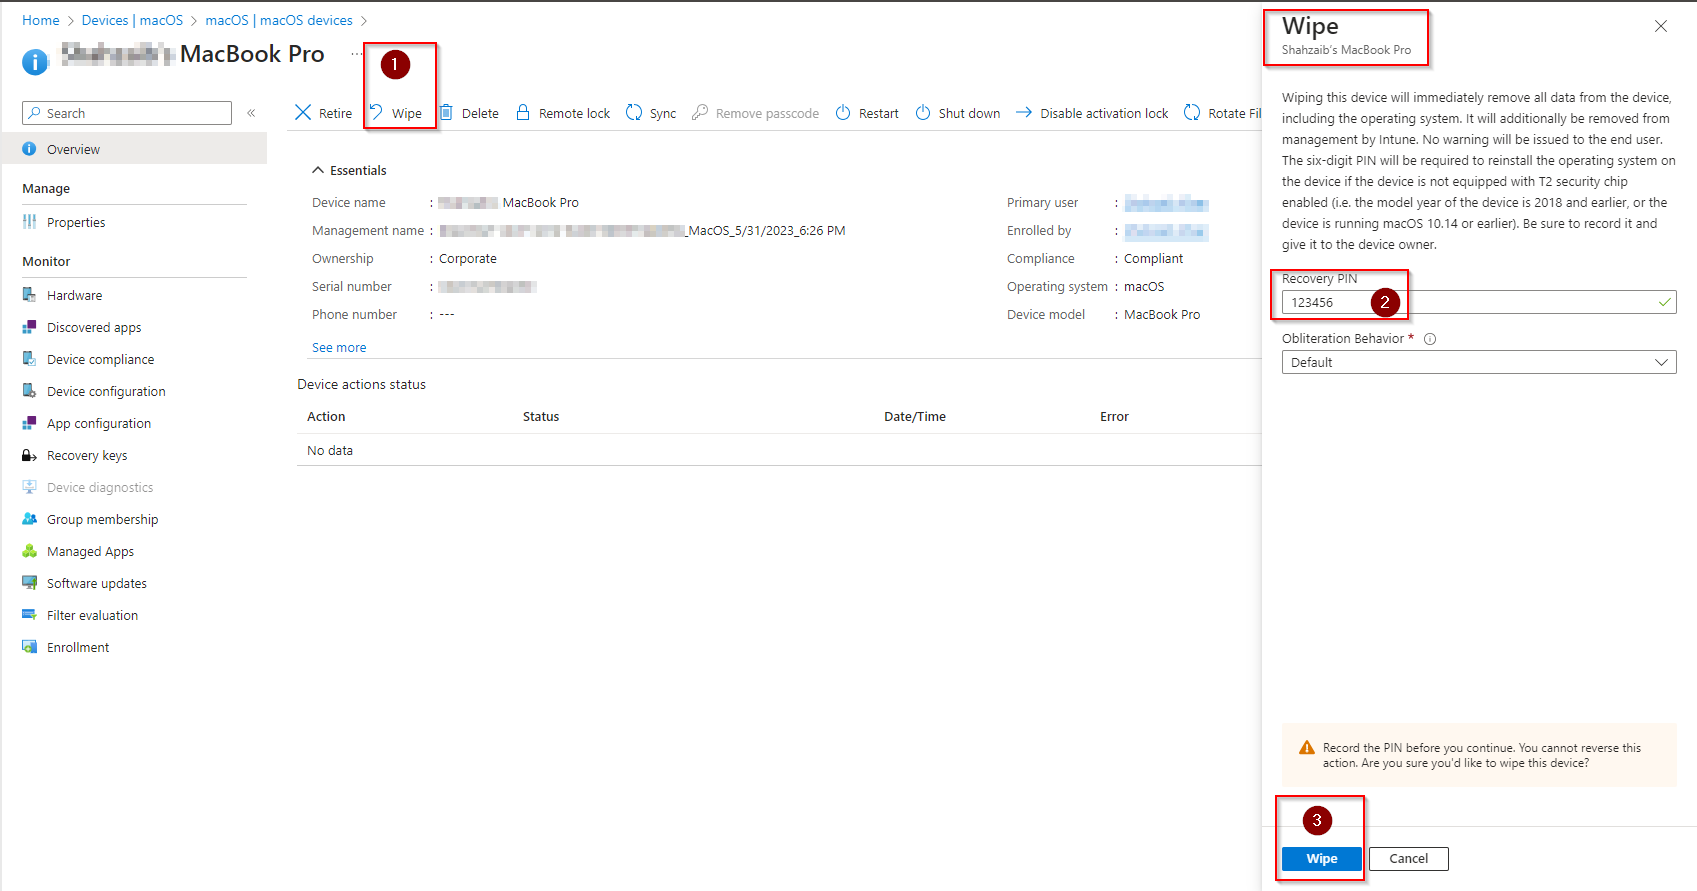 Home > Devices | macOS > macOS | macOS devices >
MacBook Pro ...
Search
«
Overview
Manage
Properties
Monitor
Hardware
Discovered apps
Device compliance
Device configuration
App configuration
Recovery keys
Device diagnostics
Group membership
Managed Apps
Software updates
Filter evaluation
Enrollment
1
Retire Wipe Delete Remote lock Sync Remove passcode Restart Shut down Disable activation lock Rotate Fil
Essentials
Device name : MacBook Pro
Management name : _MacOS_5/31/2023_6:26 PM
Ownership : Corporate
Serial number :
Phone number : ---
See more
Primary user :
Enrolled by :
Compliance : Compliant
Operating system : macOS
Device model : MacBook Pro
Device actions status
Action Status Date/Time Error
No data
Wipe
Shahzaib's MacBook Pro
Wiping this device will immediately remove all data from the device,
including the operating system. It will additionally be removed from
management by Intune. No warning will be issued to the end user.
The six-digit PIN will be required to reinstall the operating system on
the device if the device is not equipped with T2 security chip
enabled (i.e. the model year of the device is 2018 and earlier, or the
device is running macOS 10.14 or earlier). Be sure to record it and
give it to the device owner.
Recovery PIN
123456 2
Obliteration Behavior *
Default
Record the PIN before you continue. You cannot reverse this
action. Are you sure you'd like to wipe this device?
3
Wipe Cancel